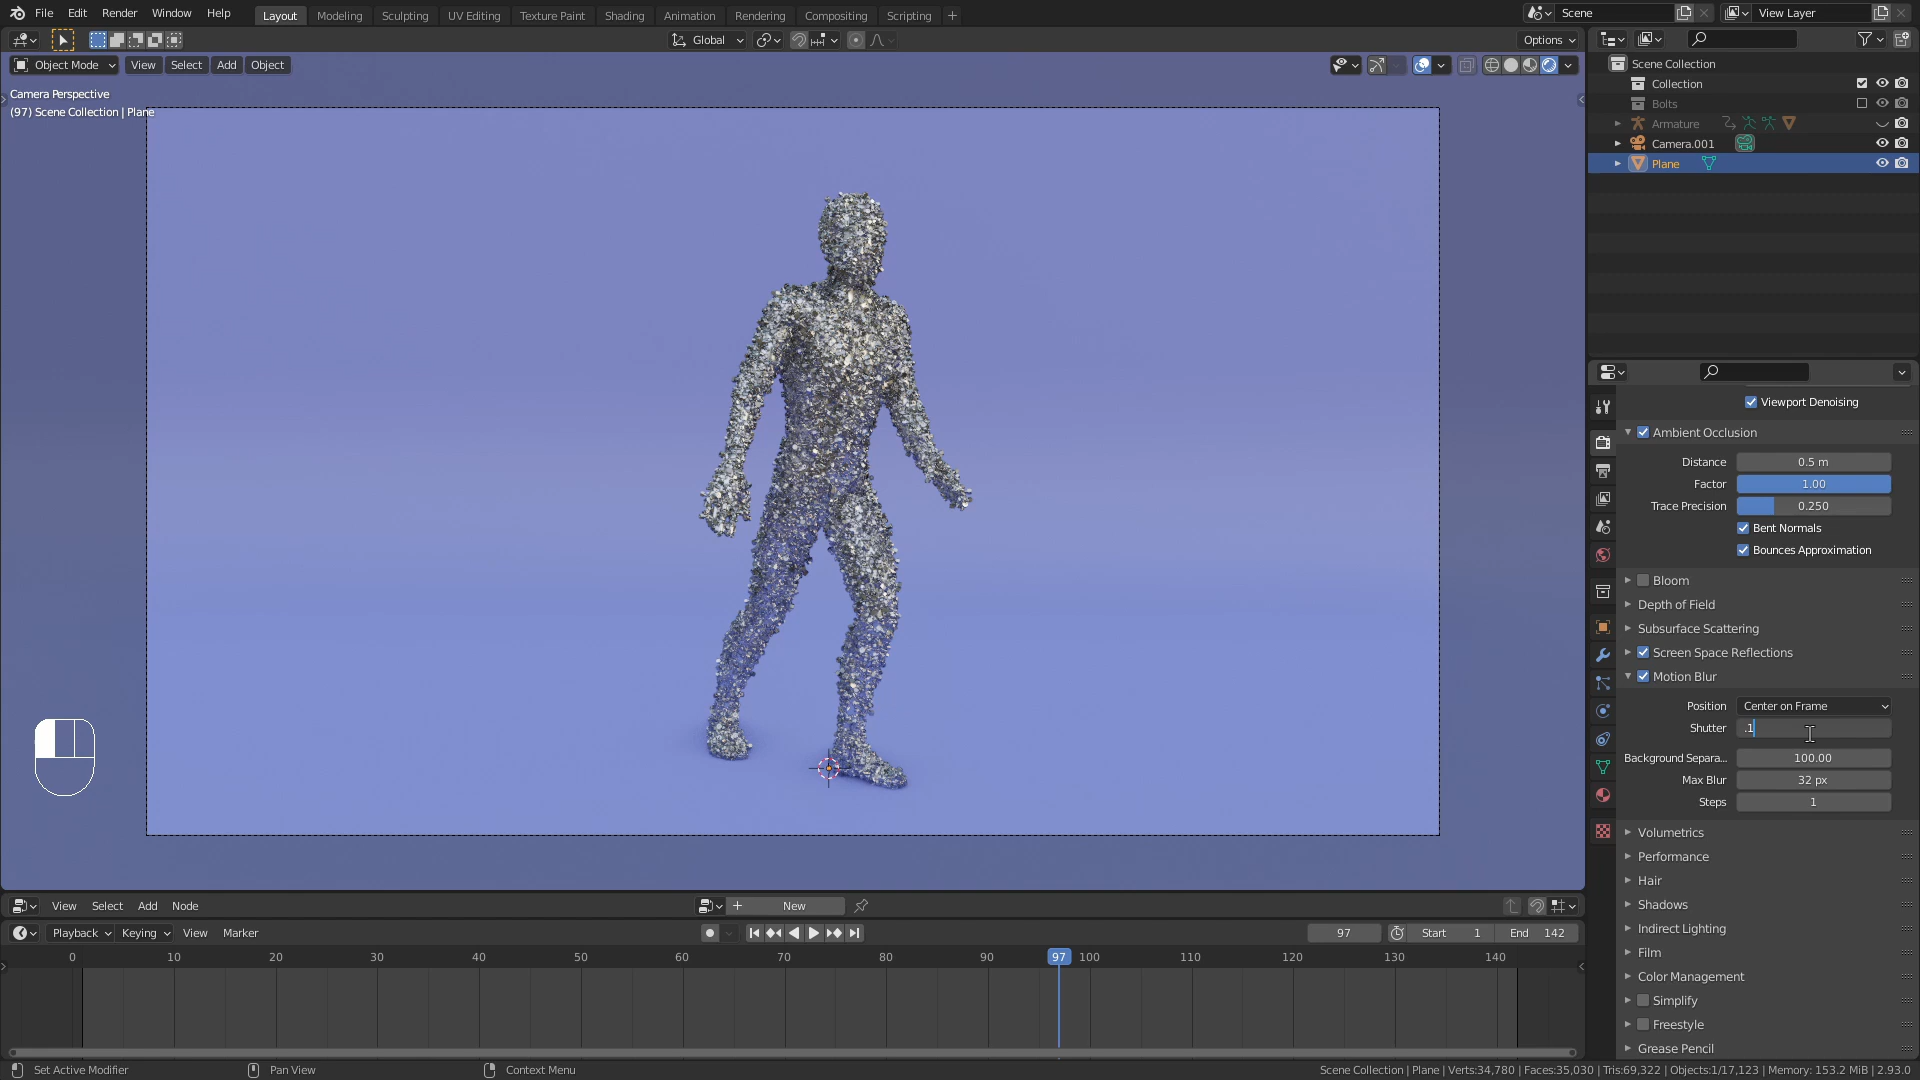 File Edit Render Window Help Layout Modeling Sculpting UV Editing Texture Paint Shading Animation Rendering Compositing Scripting + Scene View Layer
Global Options
Object Mode View Select Add Object
Camera Perspective
(97) Scene Collection | Plane
Scene Collection
Collection
Bolts
Armature
Camera.001
Plane
Viewport Denoising
Ambient Occlusion
Distance 0.5 m
Factor 1.00
Trace Precision 0.250
Bent Normals
Bounces Approximation
Bloom
Depth of Field
Subsurface Scattering
Screen Space Reflections
Motion Blur
Position Center on Frame
Shutter .1
Background Separa... 100.00
Max Blur 32 px
Steps 1
Volumetrics
Performance
Hair
Shadows
Indirect Lighting
Film
Color Management
Simplify
Freestyle
Grease Pencil
View Select Add Node New
Playback Keying View Marker 97 Start 1 End 142
0 10 20 30 40 50 60 70 80 90 97 100 110 120 130 140
Set Active Modifier Pan View Context Menu Scene Collection | Plane | Verts:34,780 | Faces:35,030 | Tris:69,322 | Objects:1/17,123 | Memory: 153.2 MiB | 2.93.0